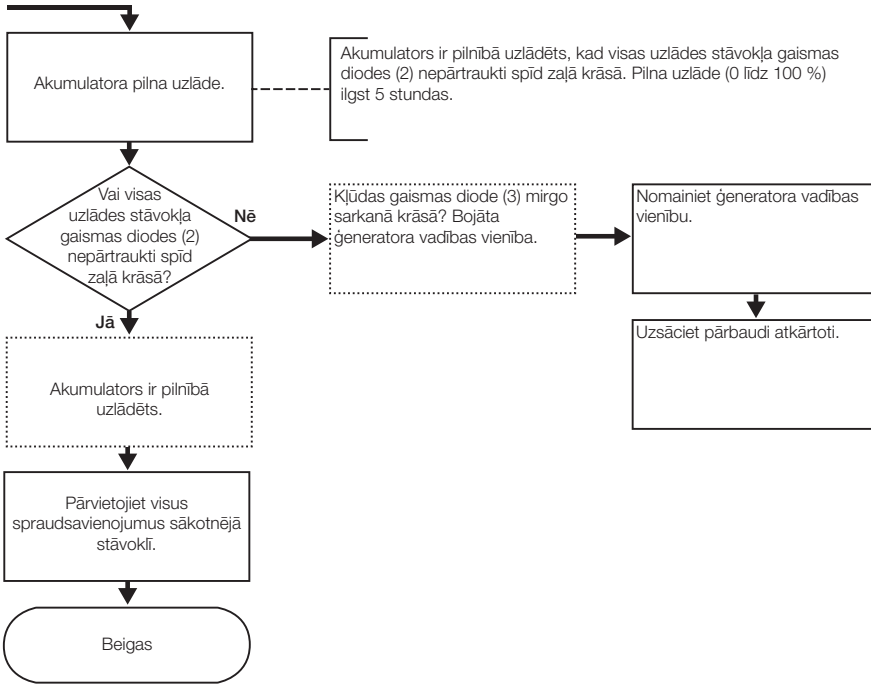 Akumulatora pilna uzlāde.
Akumulators ir pilnībā uzlādēts, kad visas uzlādes stāvokļa gaismas
diodes (2) nepārtraukti spīd zaļā krāsā. Pilna uzlāde (0 līdz 100 %)
ilgst 5 stundas.
Vai visas
uzlādes stāvokļa
gaismas diodes (2)
nepārtraukti spīd
zaļā krāsā?
Nē
Kļūdas gaismas diode (3) mirgo
sarkanā krāsā? Bojāta
ģeneratora vadības vienība.
Nomainiet ģeneratora vadības
vienību.
Uzsāciet pārbaudi atkārtoti.
Jā
Akumulators ir pilnībā
uzlādēts.
Pārvietojiet visus
spraudsavienojumus sākotnējā
stāvoklī.
Beigas